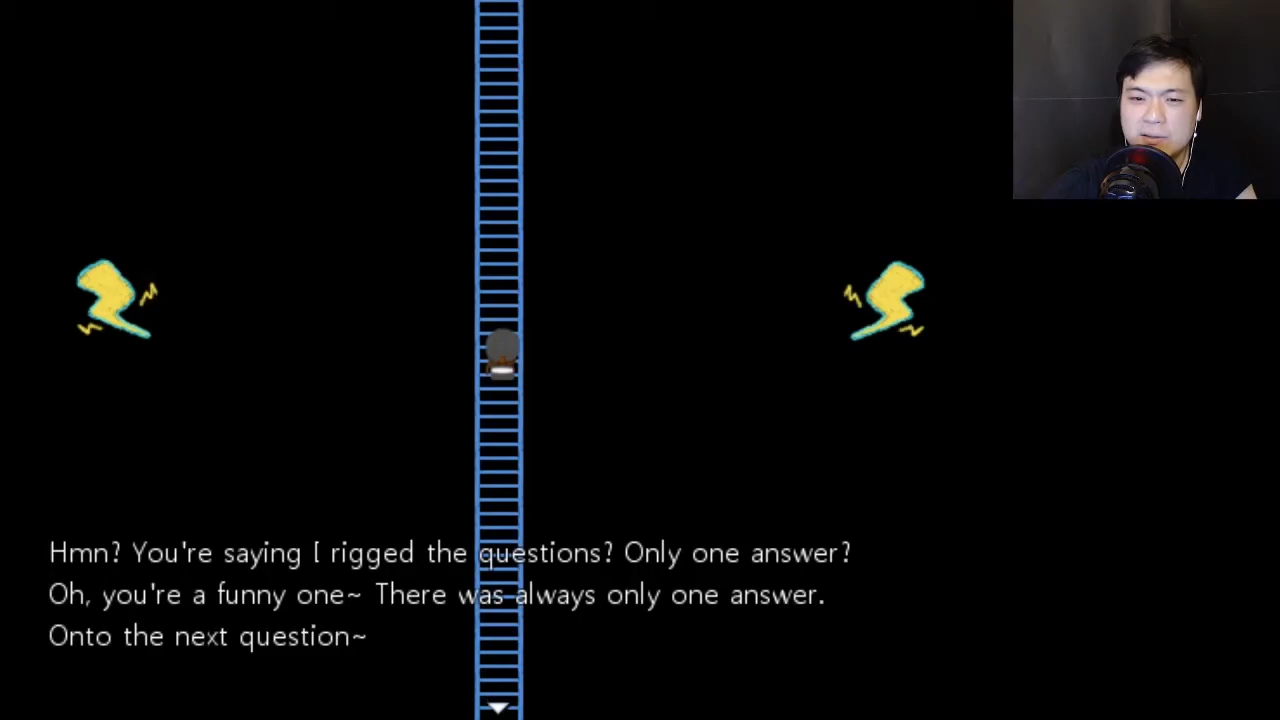 Hmn? You're saying I rigged the questions? Only one answer?
Oh, you're a funny one~ There was always only one answer.
Onto the next question~